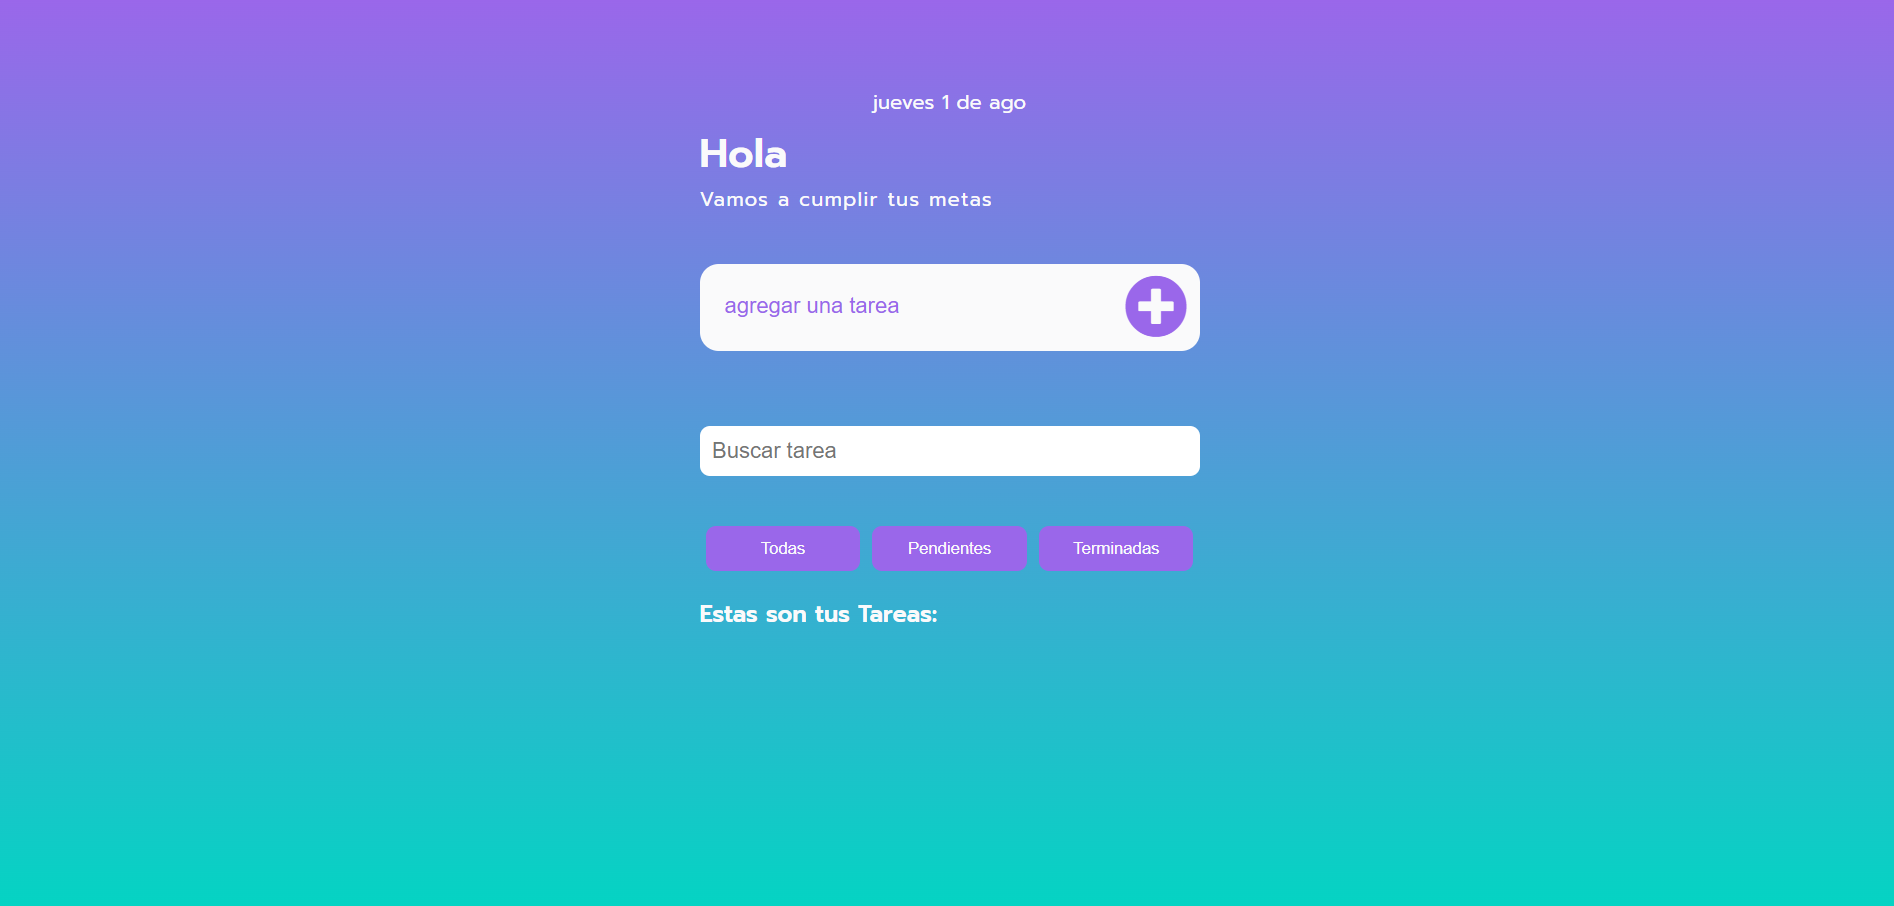 jueves 1 de ago
Hola
Vamos a cumplir tus metas
agregar una tarea
Buscar tarea
Todas Pendientes Terminadas
Estas son tus Tareas: